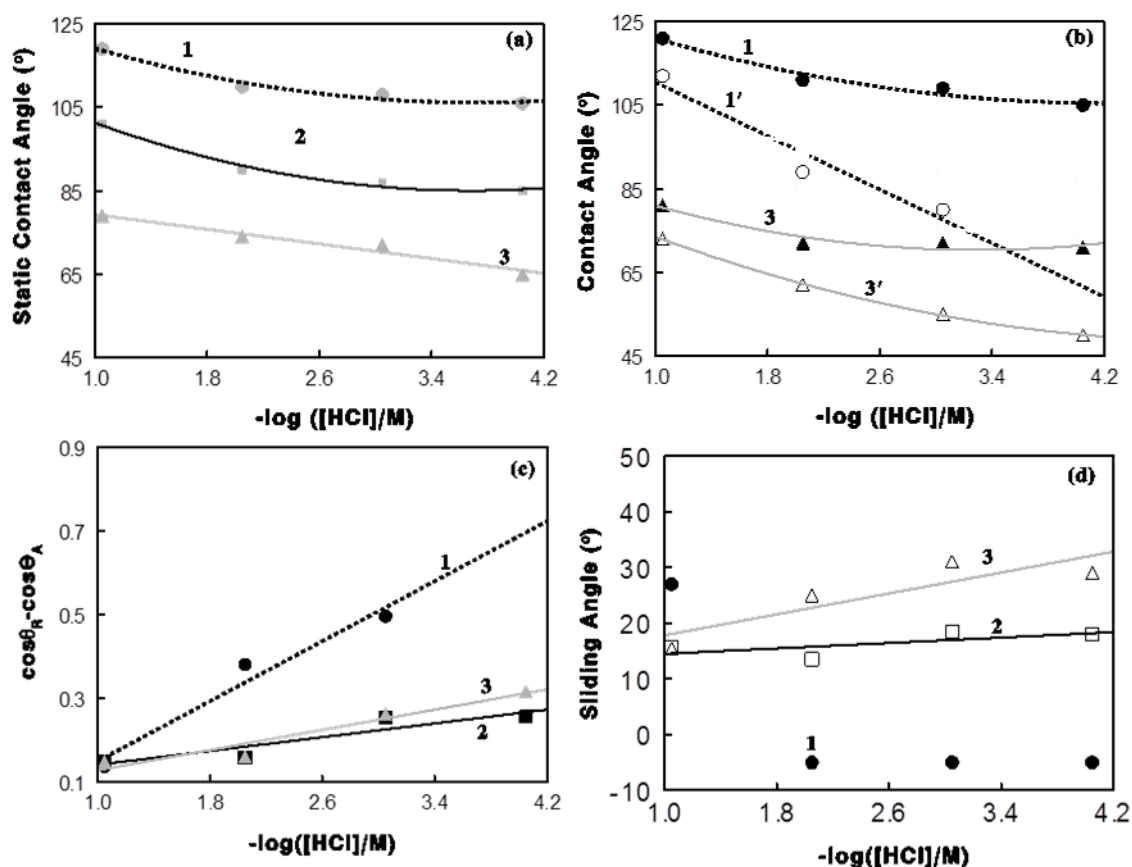 125
105
85
65
45
Static Contact Angle (º)
(a)
1
2
3
1.0 1.8 2.6 3.4 4.2
-log ([HCl]/M)
125
105
85
65
45
Contact Angle (º)
(b)
1
1′
3
3′
1.0 1.8 2.6 3.4 4.2
-log ([HCl]/M)
0.9
0.7
0.5
0.3
0.1
cosθR-cosΘA
(c)
1
3
2
1.0 1.8 2.6 3.4 4.2
-log([HCl]/M)
50
40
30
20
10
-0
-10
Sliding Angle (º)
(d)
3
2
1
1.0 1.8 2.6 3.4 4.2
-log([HCl]/M)